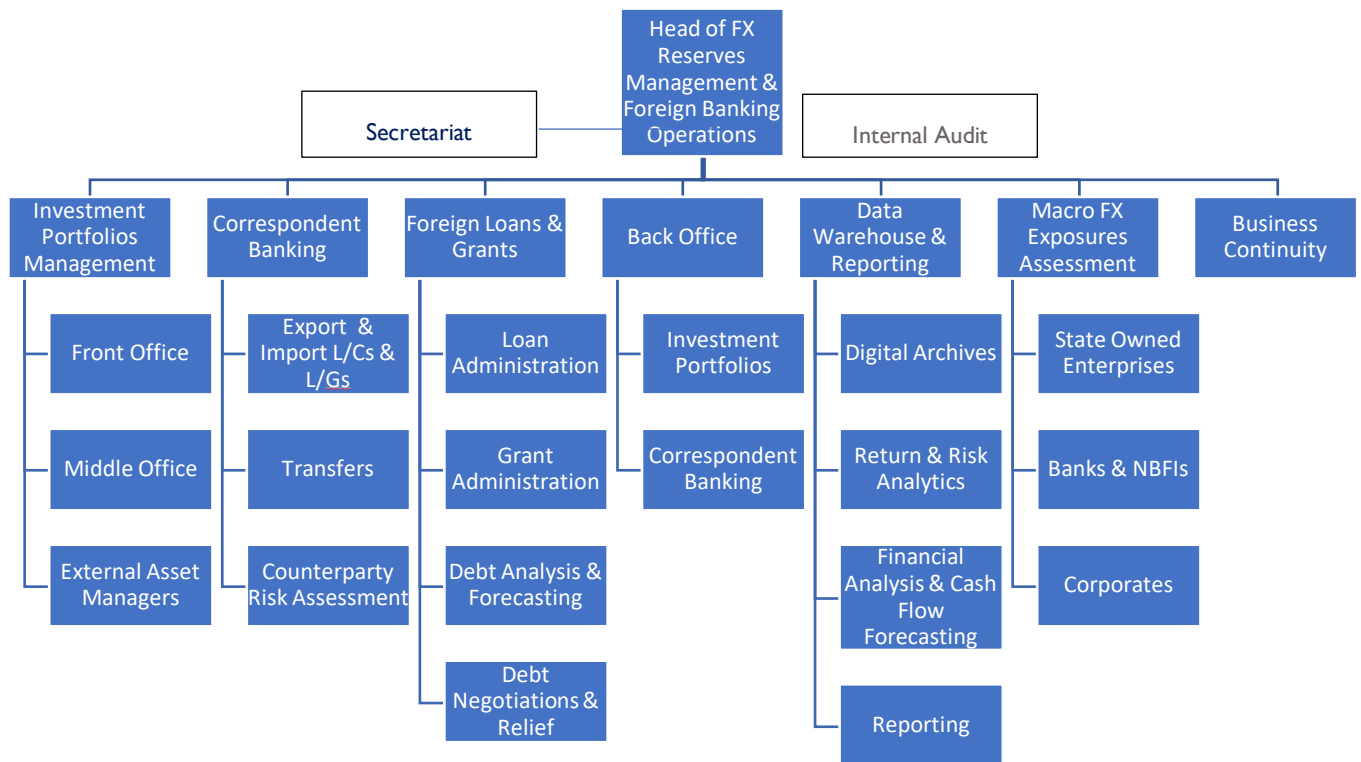 Head of FX
Reserves
Management &
Foreign Banking
Operations
Secretariat
Internal Audit
Investment
Portfolios
Management
Correspondent
Banking
Foreign Loans &
Grants
Back Office
Data
Warehouse &
Reporting
Macro FX
Exposures
Assessment
Business
Continuity
Front Office
Export & 
Import L/Cs &
L/Gs
Loan
Administration
Investment
Portfolios
Digital Archives
State Owned
Enterprises
Middle Office
Transfers
Grant
Administration
Correspondent
Banking
Return & Risk
Analytics
Banks & NBFIs
External Asset
Managers
Counterparty
Risk Assessment
Debt Analysis &
Forecasting
Financial
Analysis & Cash
Flow
Forecasting
Corporates
Debt
Negotiations &
Relief
Reporting